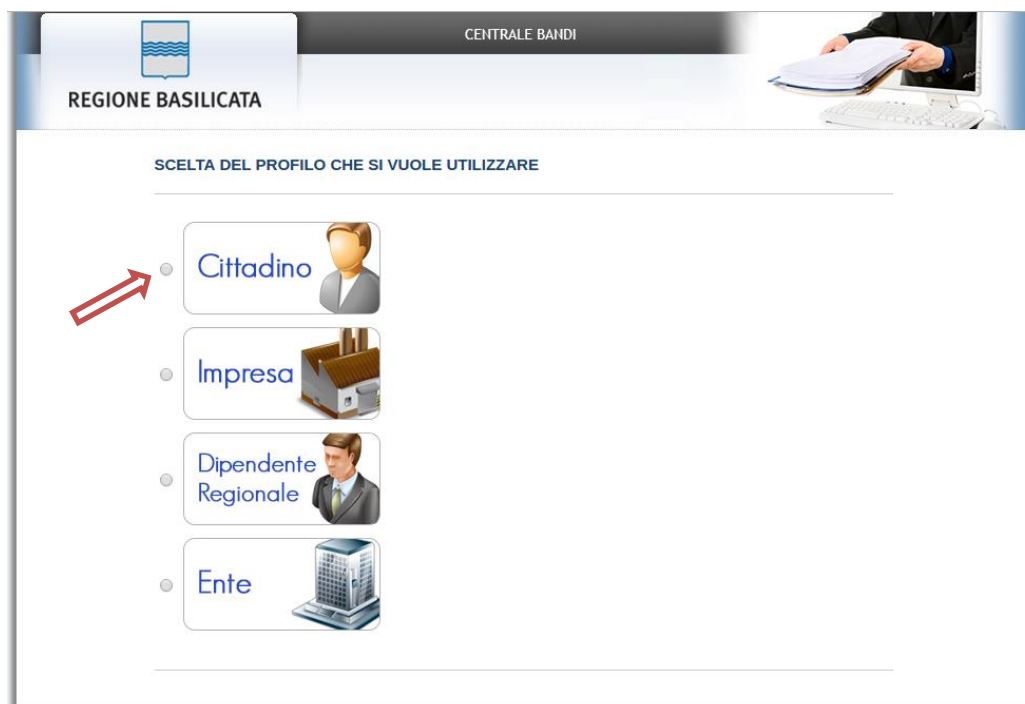 CENTRALE BANDI
REGIONE BASILICATA
SCELTA DEL PROFILO CHE SI VUOLE UTILIZZARE
Cittadino
Impresa
Dipendente
Regionale
Ente